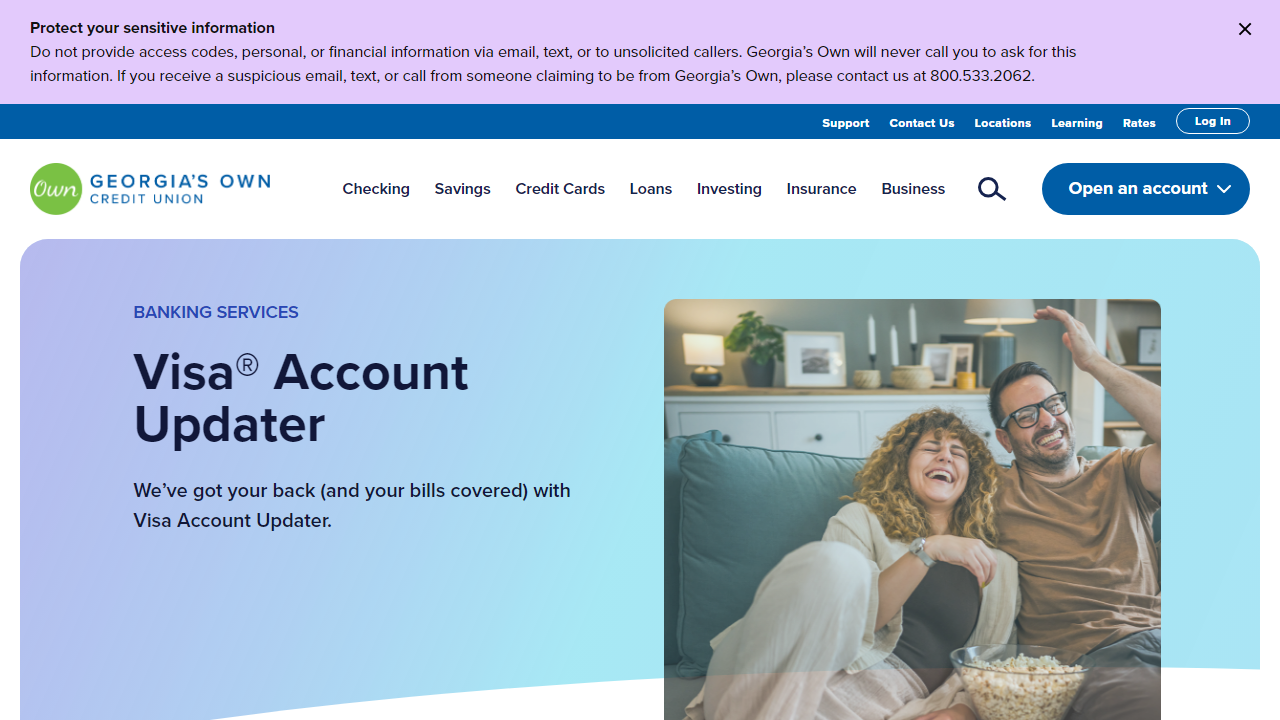 Protect your sensitive information
Do not provide access codes, personal, or financial information via email, text, or to unsolicited callers. Georgia’s Own will never call you to ask for this
information. If you receive a suspicious email, text, or call from someone claiming to be from Georgia’s Own, please contact us at 800.533.2062.
Support Contact Us Locations Learning Rates Log In
Own GEORGIA’S OWN
CREDIT UNION
Checking Savings Credit Cards Loans Investing Insurance Business Open an account
BANKING SERVICES
Visa® Account
Updater
We’ve got your back (and your bills covered) with
Visa Account Updater.